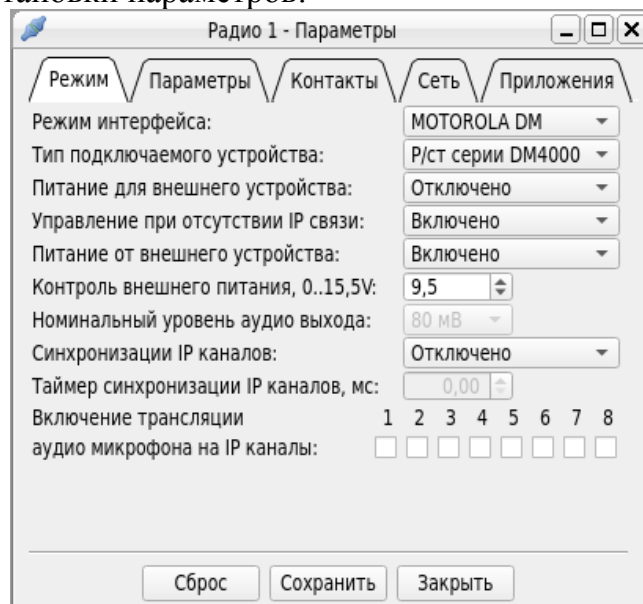 тановки параметров.
Радио 1 - Параметры
Режим Параметры Контакты Сеть Приложения
Режим интерфейса: MOTOROLA DM
Тип подключаемого устройства: Р/ст серии DM4000
Питание для внешнего устройства: Отключено
Управление при отсутствии IP связи: Включено
Питание от внешнего устройства: Включено
Контроль внешнего питания, 0..15,5V: 9,5
Номинальный уровень аудио выхода: 80 мВ
Синхронизации IP каналов: Отключено
Таймер синхронизации IP каналов, мс: 0,00
Включение трансляции 1 2 3 4 5 6 7 8
аудио микрофона на IP каналы:
Сброс Сохранить Закрыть